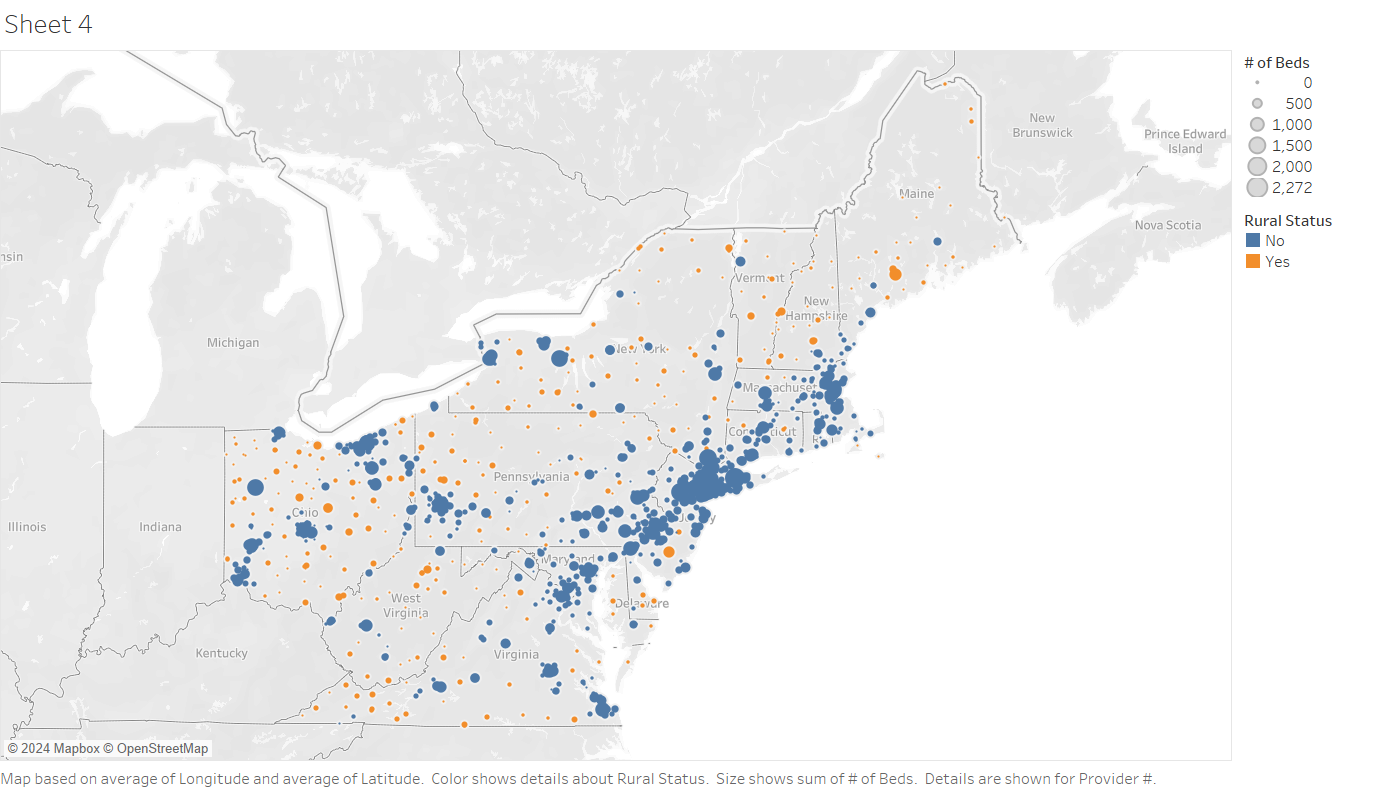 Sheet 4
# of Beds
0
500
1,000
1,500
2,000
2,272
Rural Status
No
Yes
New
Brunswick
Prince Edward
Island
Maine
Nova Scotia
Vermont
New
Hampshire
Michigan
New York
Massachusetts
Connecticut
R I
Pennsylvania
Illinois
Indiana
Ohio
Jersey
Maryland
West
Virginia
Delaware
Kentucky
Virginia
© 2024 Mapbox © OpenStreetMap
Map based on average of Longitude and average of Latitude. Color shows details about Rural Status. Size shows sum of # of Beds. Details are shown for Provider #.